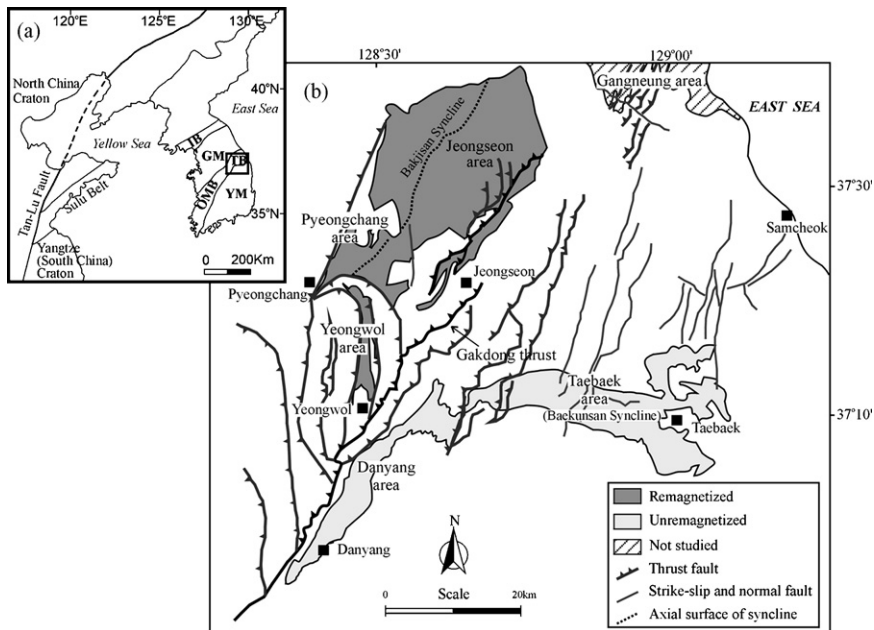 (a)
120°E
125°E
130°E
North China
Craton
40°N
East Sea
Yellow Sea
IB
GM
TB
OMB
YM
Tan-Lu Fault
Sulu Belt
35°N
Yangtze
(South China)
Craton
0 200Km
128°30'
129°00'
(b)
Gangneung area
EAST SEA
Bakjisan Syncline
Jeongseon
area
37°30'
Samcheok
Pyeongchang
area
Jeongseon
Pyeongchang
Yeongwol
area
Gakdong thrust
Taebaek
area
(Baekunsan Syncline)
Yeongwol
Taebaek
37°10'
Danyang
area
Danyang
N
Scale
0 20km
Remagnetized
Unremagnetized
Not studied
Thrust fault
Strike-slip and normal fault
Axial surface of syncline